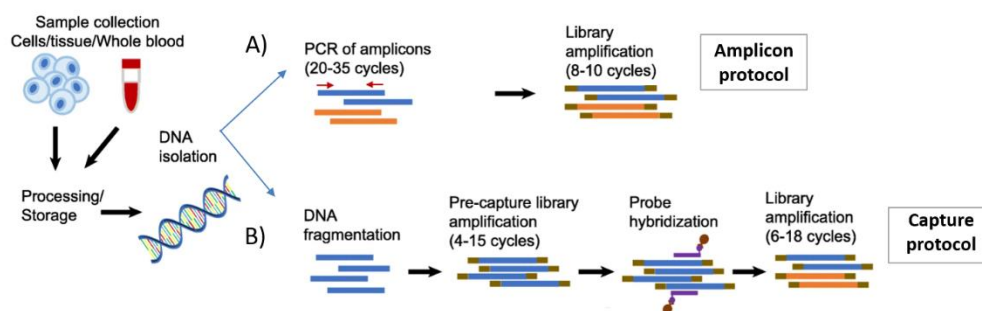 Sample collection
Cells/tissue/Whole blood
Processing/
Storage
DNA
isolation
A)
PCR of amplicons
(20-35 cycles)
Library
amplification
(8-10 cycles)
Amplicon
protocol
B)
DNA
fragmentation
Pre-capture library
amplification
(4-15 cycles)
Probe
hybridization
Library
amplification
(6-18 cycles)
Capture
protocol